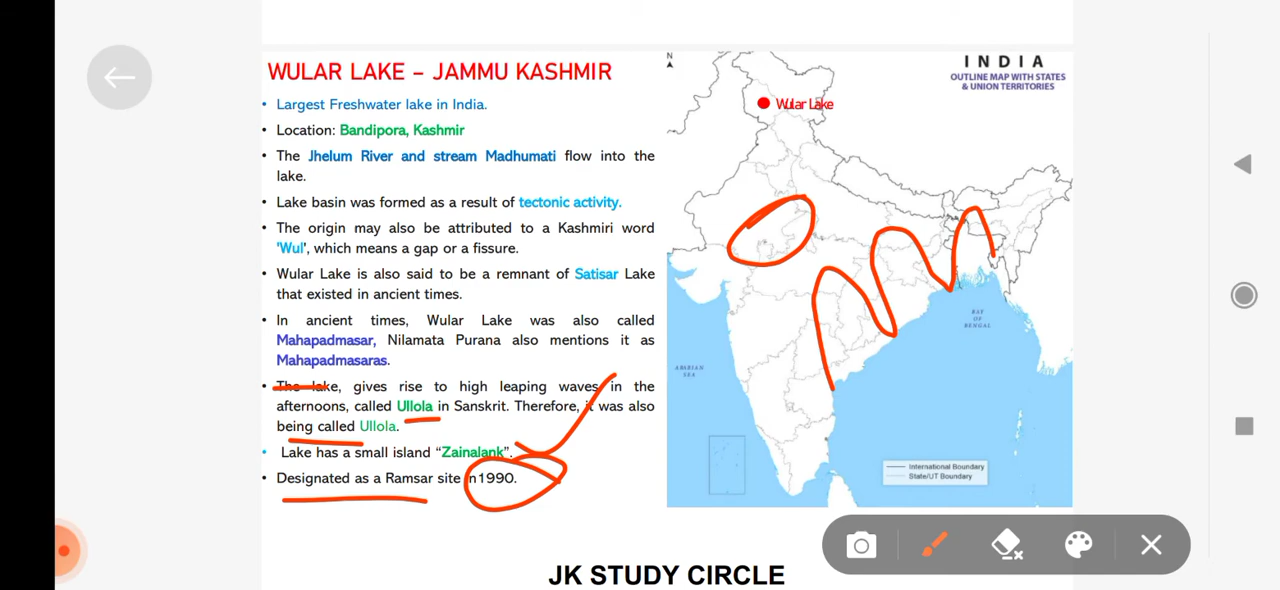 WULAR LAKE – JAMMU KASHMIR
• Largest Freshwater lake in India.
• Location: Bandipora, Kashmir
• The Jhelum River and stream Madhumati flow into the
lake.
• Lake basin was formed as a result of tectonic activity.
• The origin may also be attributed to a Kashmiri word
'Wul', which means a gap or a fissure.
• Wular Lake is also said to be a remnant of Satisar Lake
that existed in ancient times.
• In ancient times, Wular Lake was also called
Mahapadmasar, Nilamata Purana also mentions it as
Mahapadmasaras.
• The lake, gives rise to high leaping waves in the
afternoons, called Ullola in Sanskrit. Therefore, it was also
being called Ullola.
• Lake has a small island “Zainalank”.
• Designated as a Ramsar site in 1990.
N
INDIA
OUTLINE MAP WITH STATES
& UNION TERRITORIES
Wular Lake
BAY
OF
BENGAL
ARABIAN
SEA
International Boundary
State/UT Boundary
JK STUDY CIRCLE